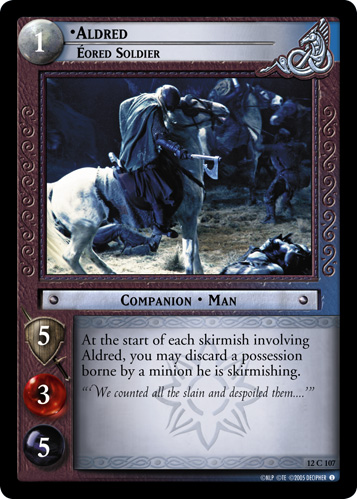 1
•Aldred
Éored Soldier
Companion • Man
5
3
5
At the start of each skirmish involving
Aldred, you may discard a possession
borne by a minion he is skirmishing.
“‘We counted all the slain and despoiled them....’”
12 C 107
©NLP ™/©TE ©2005 DECIPHER